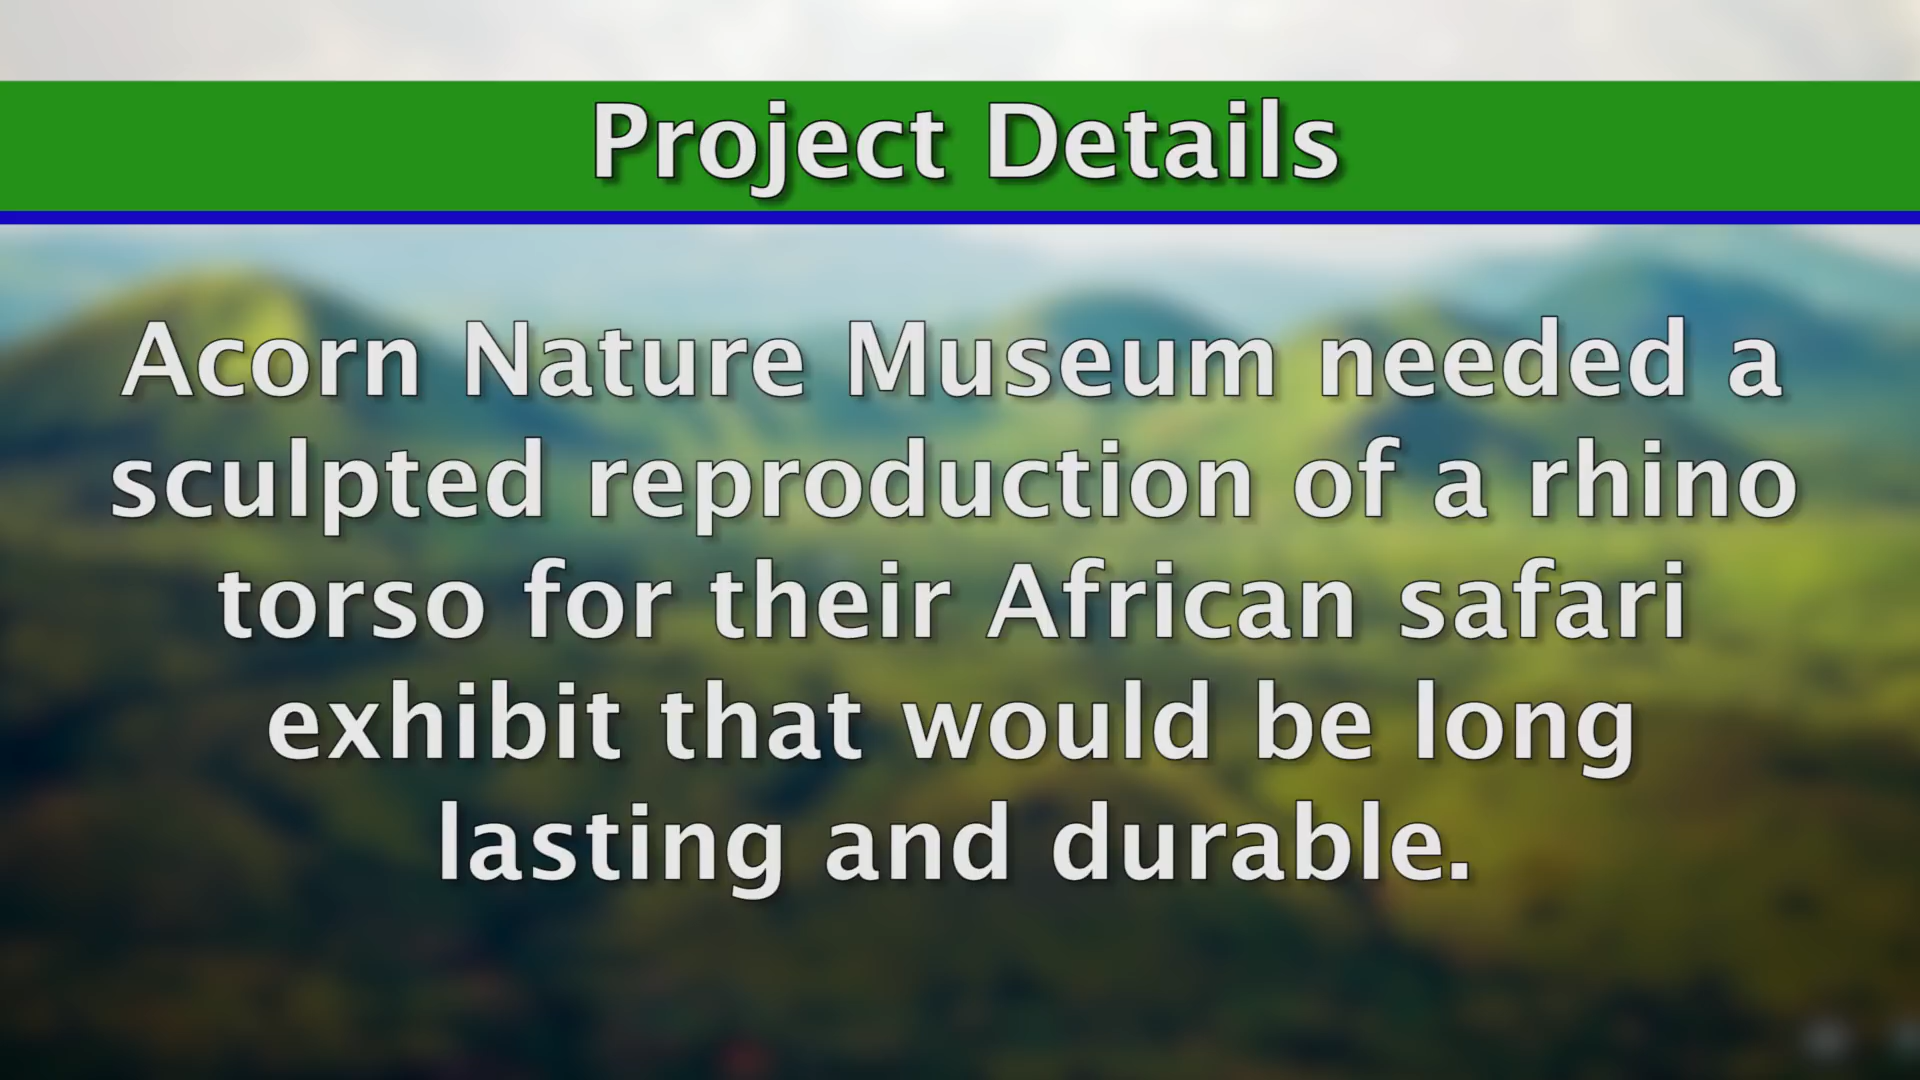 Project Details
Acorn Nature Museum needed a
sculpted reproduction of a rhino
torso for their African safari
exhibit that would be long
lasting and durable.